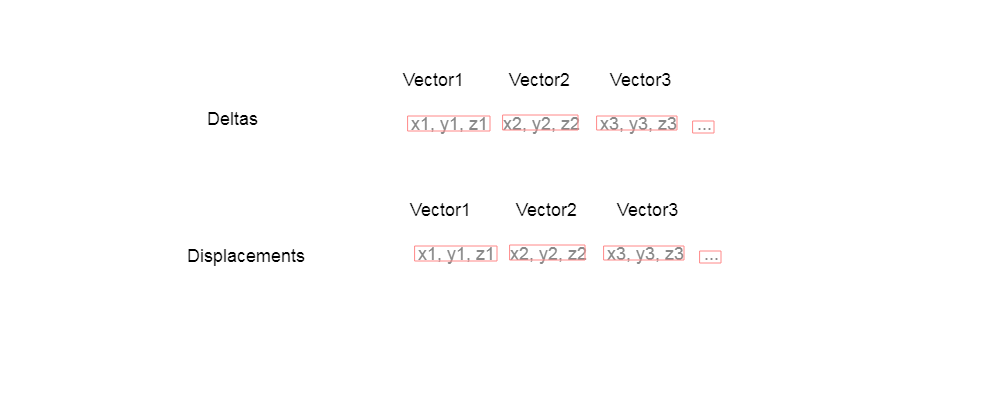 Vector1 Vector2 Vector3
Deltas x1, y1, z1 x2, y2, z2 x3, y3, z3 ...
Vector1 Vector2 Vector3
Displacements x1, y1, z1 x2, y2, z2 x3, y3, z3 ...